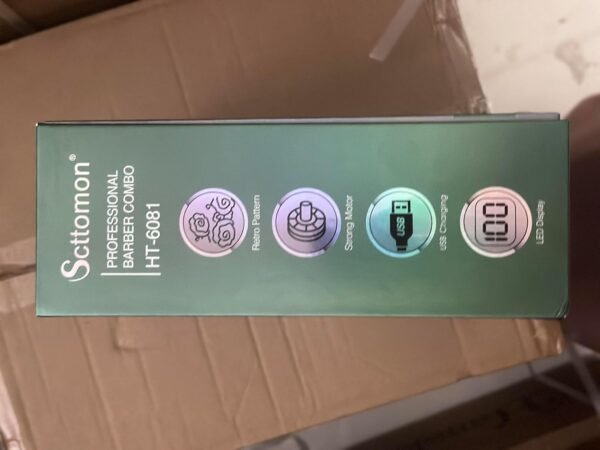 Scttomon®
PROFESSIONAL
BARBER COMBO
HT-6081
Retro Pattern
Strong Motor
USB
USB Charging
100
LED Display